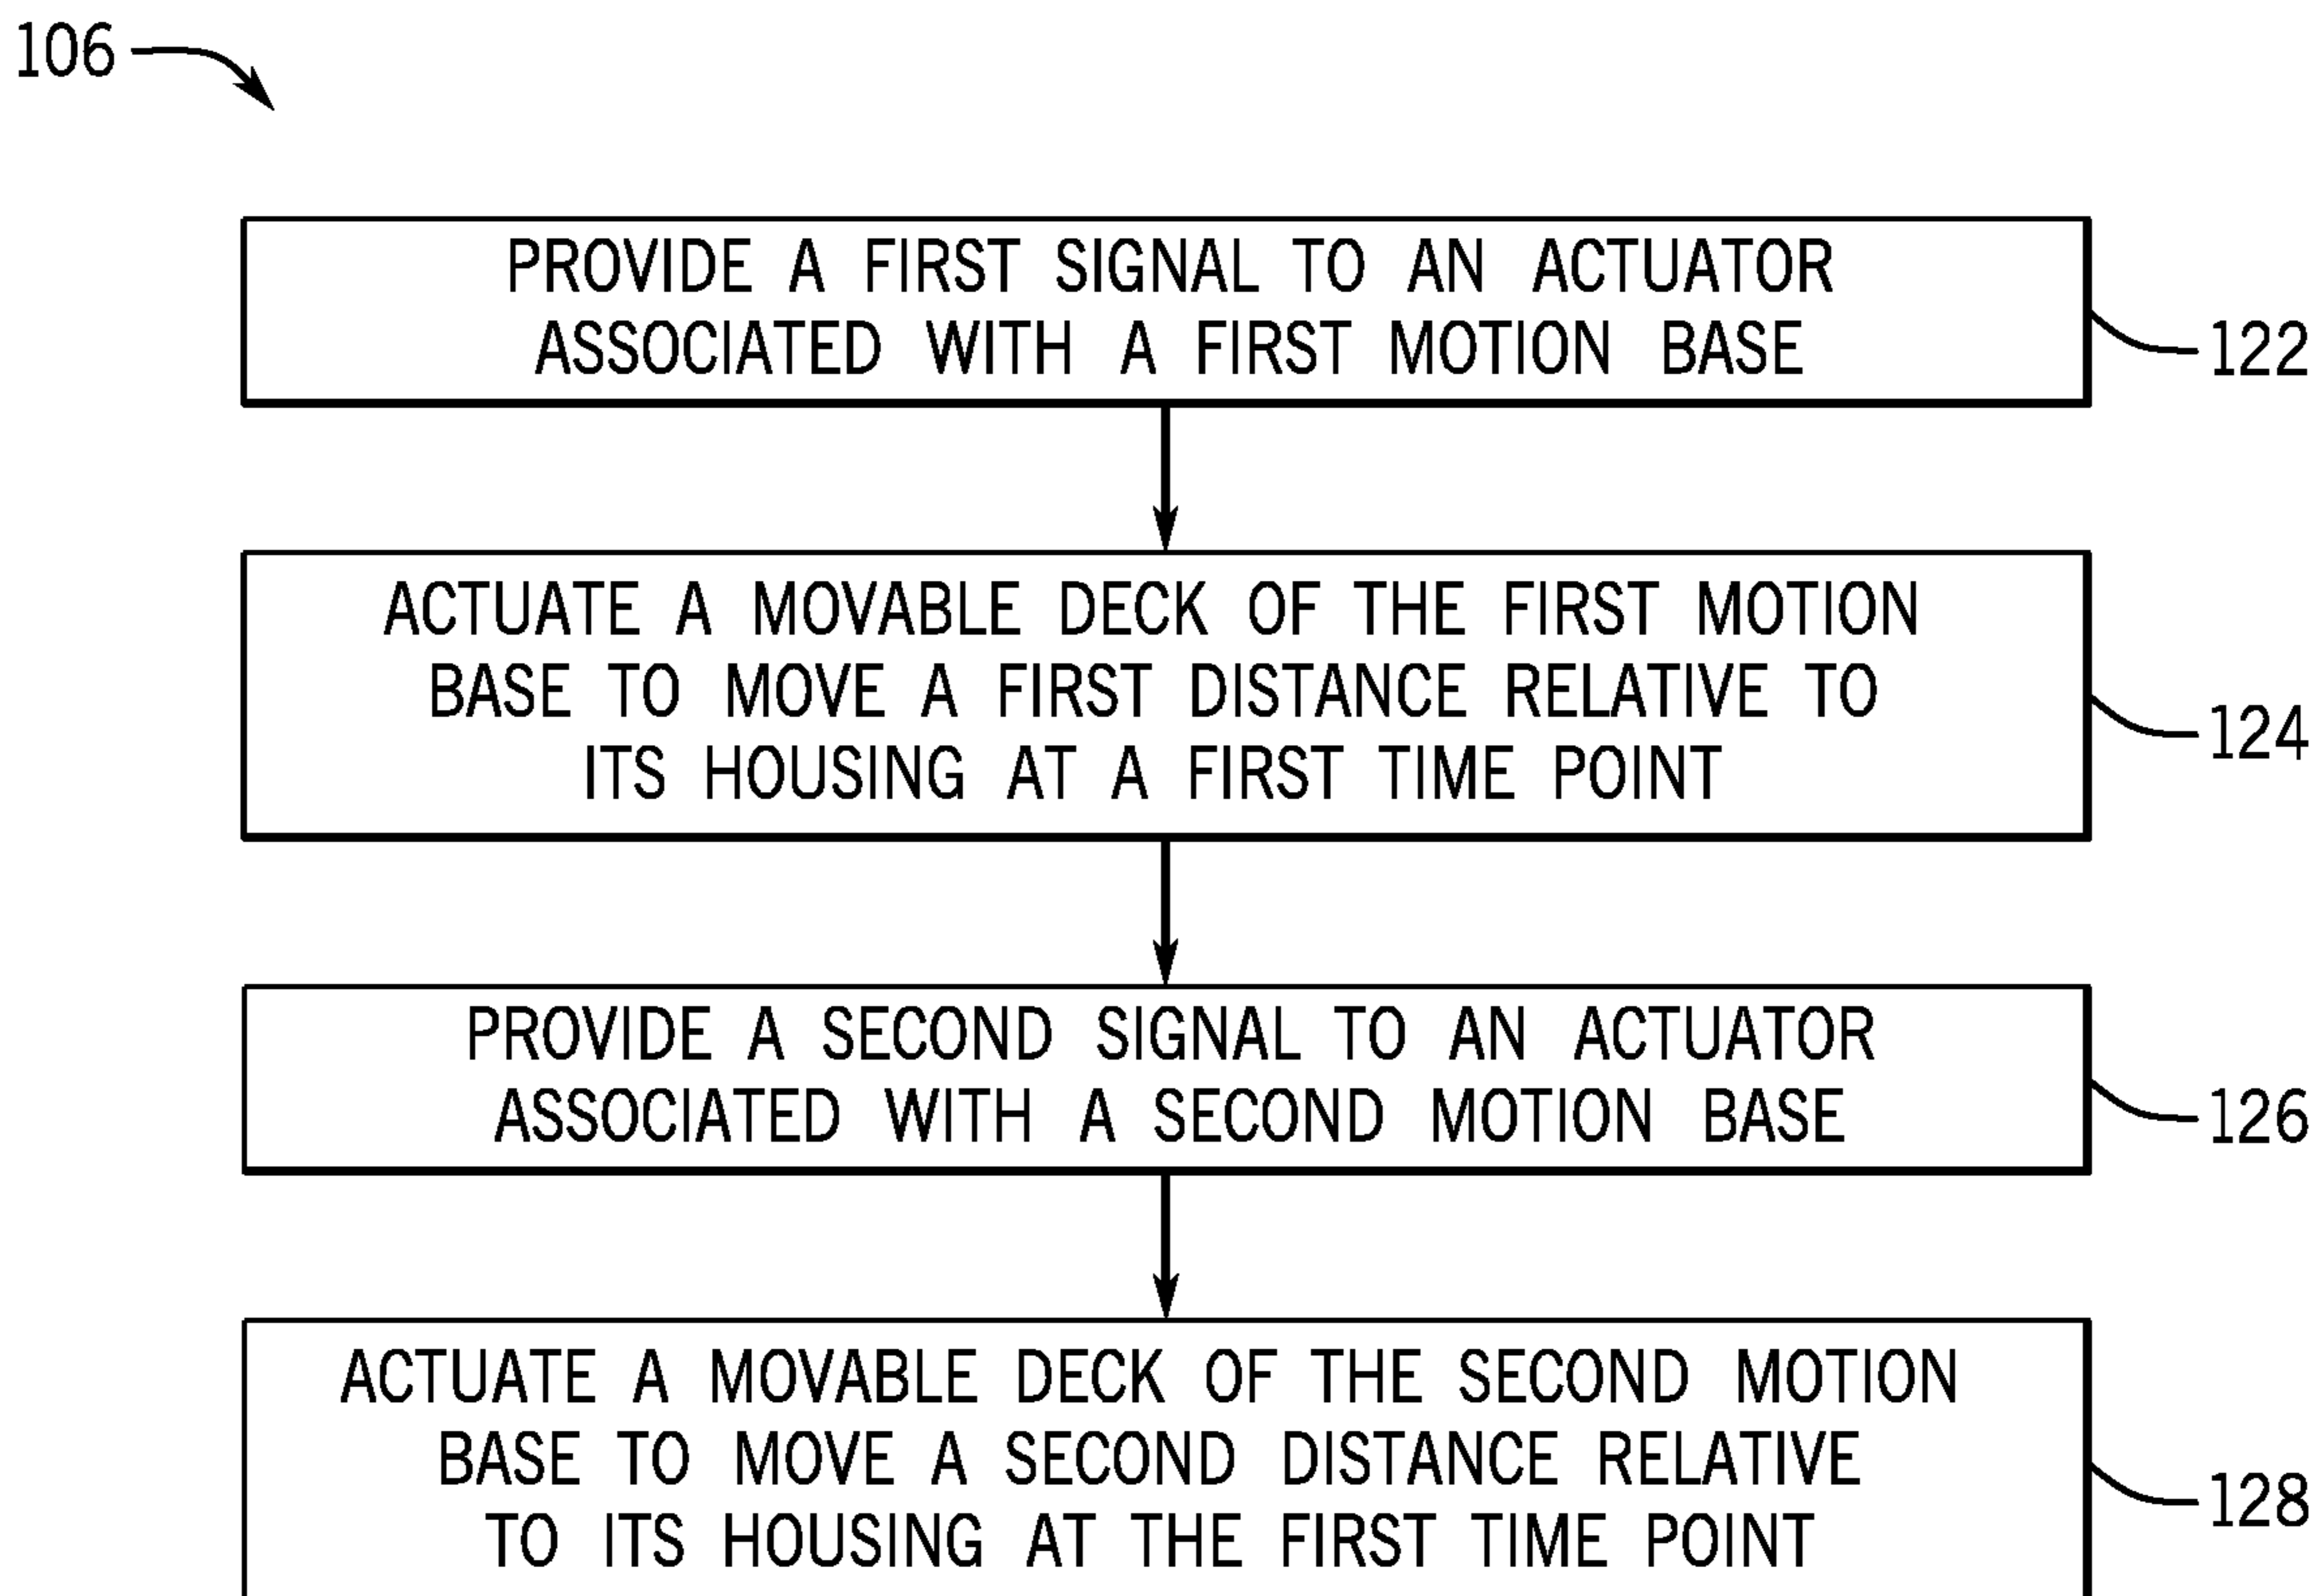 106
PROVIDE A FIRST SIGNAL TO AN ACTUATOR
ASSOCIATED WITH A FIRST MOTION BASE
122
ACTUATE A MOVABLE DECK OF THE FIRST MOTION
BASE TO MOVE A FIRST DISTANCE RELATIVE TO
ITS HOUSING AT A FIRST TIME POINT
124
PROVIDE A SECOND SIGNAL TO AN ACTUATOR
ASSOCIATED WITH A SECOND MOTION BASE
126
ACTUATE A MOVABLE DECK OF THE SECOND MOTION
BASE TO MOVE A SECOND DISTANCE RELATIVE
TO ITS HOUSING AT THE FIRST TIME POINT
128